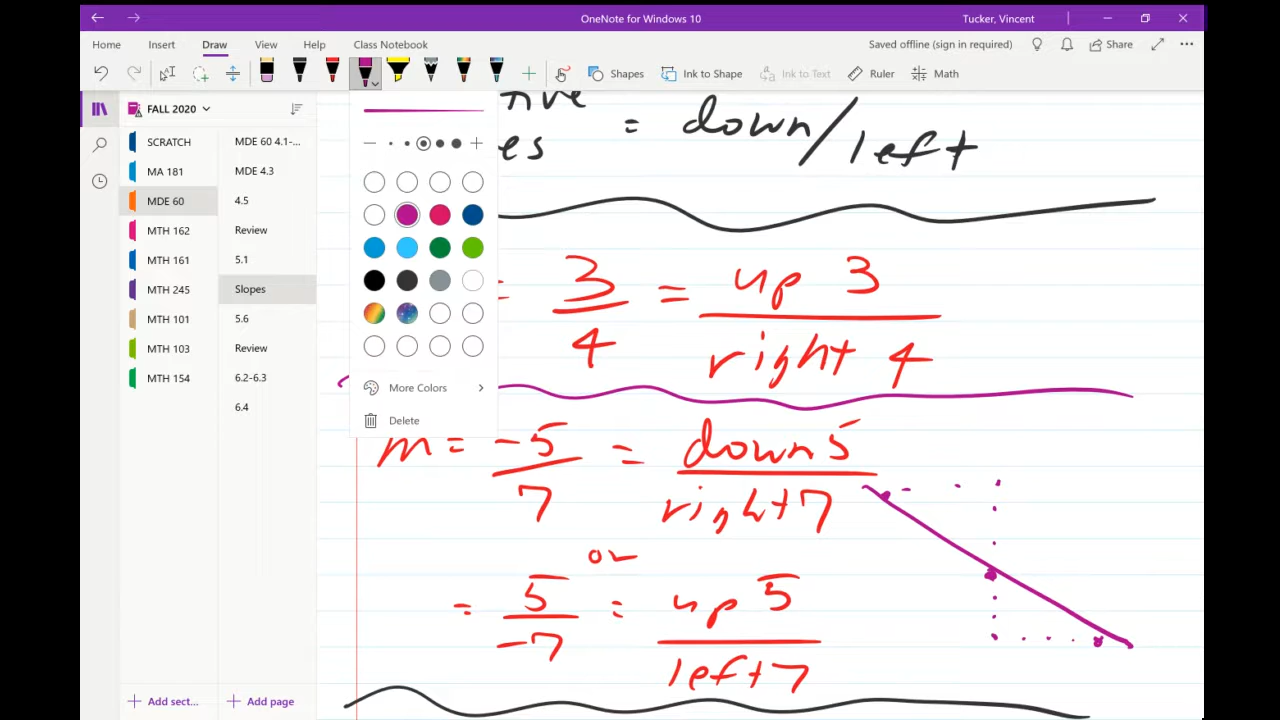 OneNote for Windows 10
Tucker, Vincent
Home Insert Draw View Help Class Notebook
Saved offline (sign in required) Share
Shapes Ink to Shape Ink to Text Ruler Math
FALL 2020
SCRATCH
MA 181
MDE 60
MTH 162
MTH 161
MTH 245
MTH 101
MTH 103
MTH 154
Add sect...
MDE 60 4.1-...
MDE 4.3
4.5
Review
5.1
Slopes
5.6
Review
6.2-6.3
6.4
Add page
More Colors
Delete
tive
es = down/left
= 3/4 = up 3/right 4
m = -5/7 = down 5/right 7
or
= 5/-7 = up 5/left 7